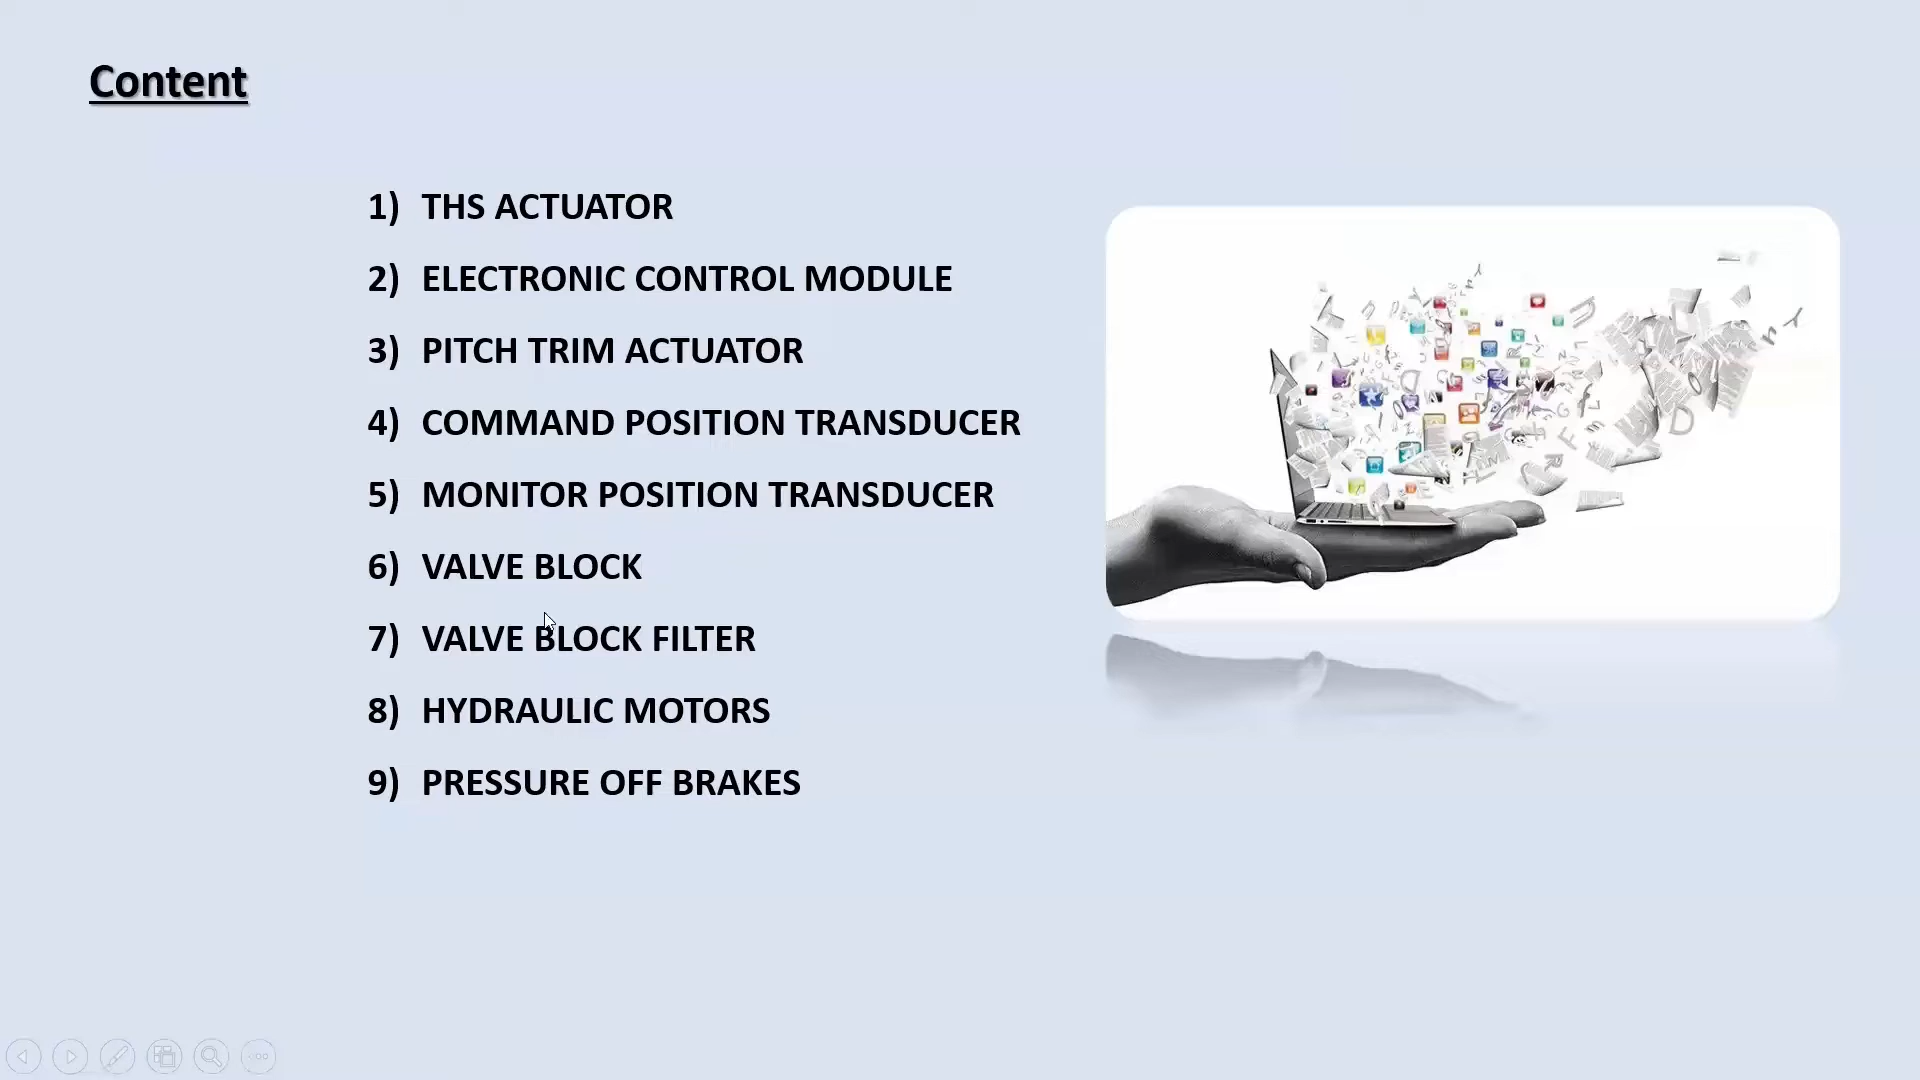 Content
1) THS ACTUATOR
2) ELECTRONIC CONTROL MODULE
3) PITCH TRIM ACTUATOR
4) COMMAND POSITION TRANSDUCER
5) MONITOR POSITION TRANSDUCER
6) VALVE BLOCK
7) VALVE BLOCK FILTER
8) HYDRAULIC MOTORS
9) PRESSURE OFF BRAKES